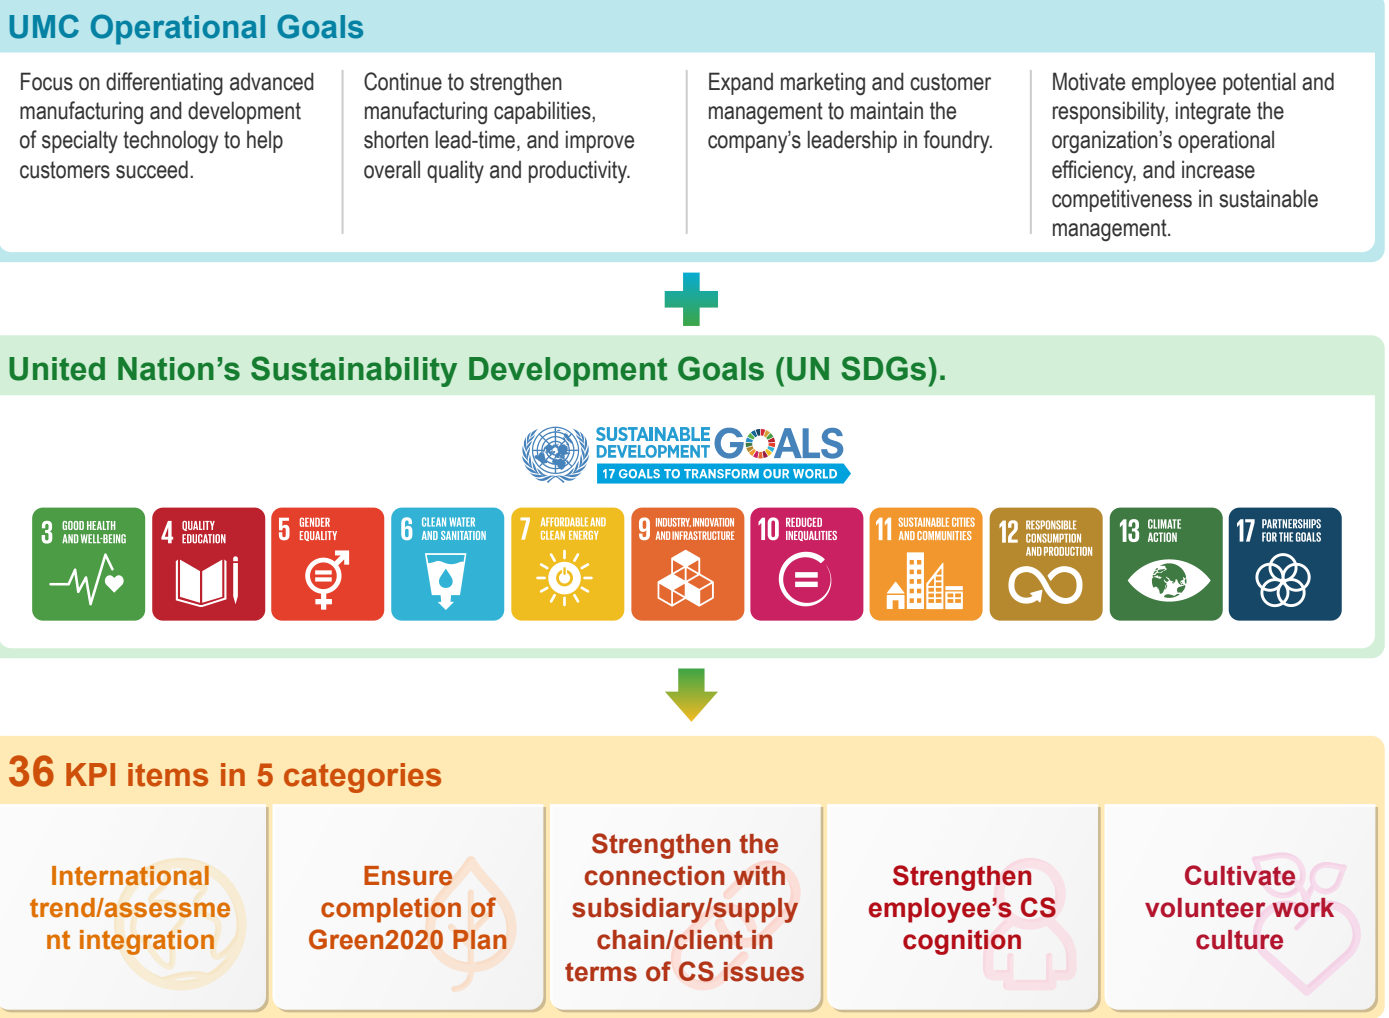 UMC Operational Goals
Focus on differentiating advanced
manufacturing and development
of specialty technology to help
customers succeed.
Continue to strengthen
manufacturing capabilities,
shorten lead-time, and improve
overall quality and productivity.
Expand marketing and customer
management to maintain the
company’s leadership in foundry.
Motivate employee potential and
responsibility, integrate the
organization’s operational
efficiency, and increase
competitiveness in sustainable
management.
United Nation’s Sustainability Development Goals (UN SDGs).
SUSTAINABLE
DEVELOPMENT
GOALS
17 GOALS TO TRANSFORM OUR WORLD
3 GOOD HEALTH
AND WELL-BEING
4 QUALITY
EDUCATION
5 GENDER
EQUALITY
6 CLEAN WATER
AND SANITATION
7 AFFORDABLE AND
CLEAN ENERGY
9 INDUSTRY, INNOVATION
AND INFRASTRUCTURE
10 REDUCED
INEQUALITIES
11 SUSTAINABLE CITIES
AND COMMUNITIES
12 RESPONSIBLE
CONSUMPTION
AND PRODUCTION
13 CLIMATE
ACTION
17 PARTNERSHIPS
FOR THE GOALS
36 KPI items in 5 categories
International
trend/assessme
nt integration
Ensure
completion of
Green2020 Plan
Strengthen the
connection with
subsidiary/supply
chain/client in
terms of CS issues
Strengthen
employee’s CS
cognition
Cultivate
volunteer work
culture